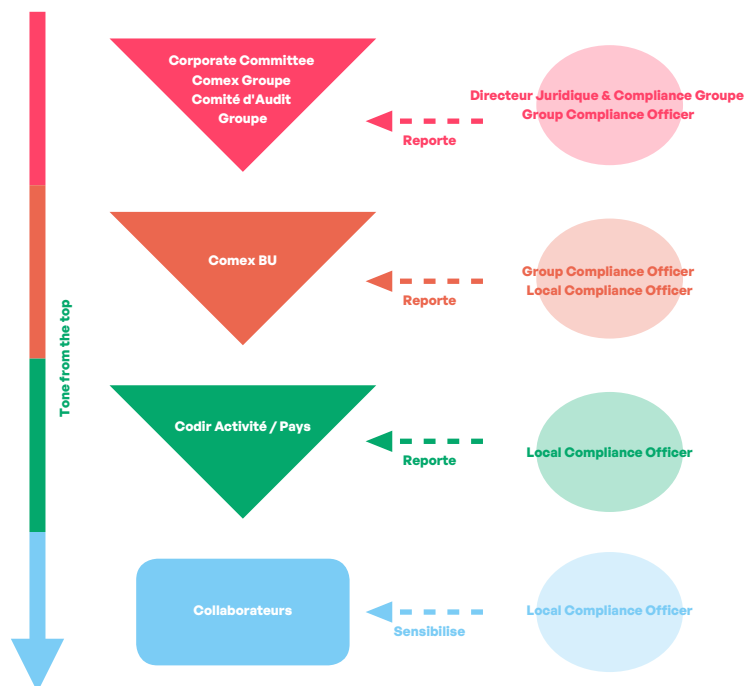 Corporate Committee
Comex Groupe
Comité d'Audit
Groupe
Directeur Juridique & Compliance Groupe
Group Compliance Officer
Reporte
Comex BU
Group Compliance Officer
Local Compliance Officer
Reporte
Tone from the top
Codir Activité / Pays
Local Compliance Officer
Reporte
Collaborateurs
Local Compliance Officer
Sensibilise